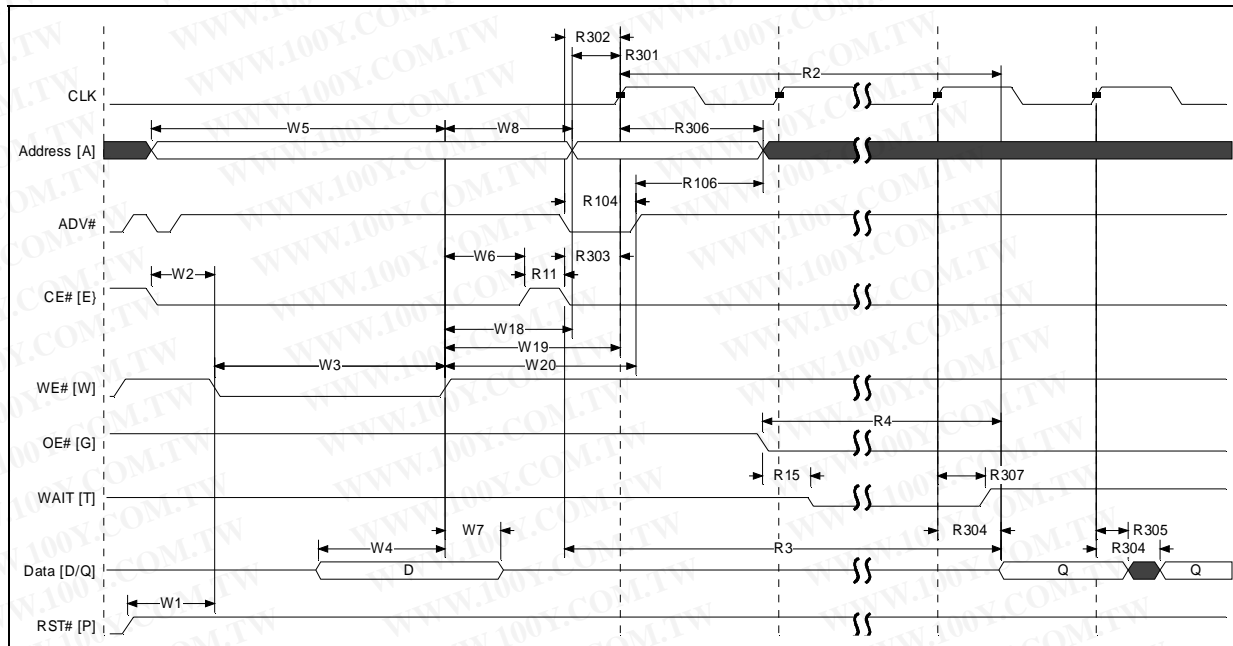 R302
R301
R2
CLK
W5
W8
R306
Address [A]
R106
R104
ADV#
W6
R303
W2
R11
CE# [E}
W18
W19
W3
W20
WE# [W]
R4
OE# [G]
R15
R307
WAIT [T]
W7
R304
R305
W4
R3
R304
Data [D/Q]
D
Q
Q
W1
RST# [P]
WWW.100Y.COM.TW